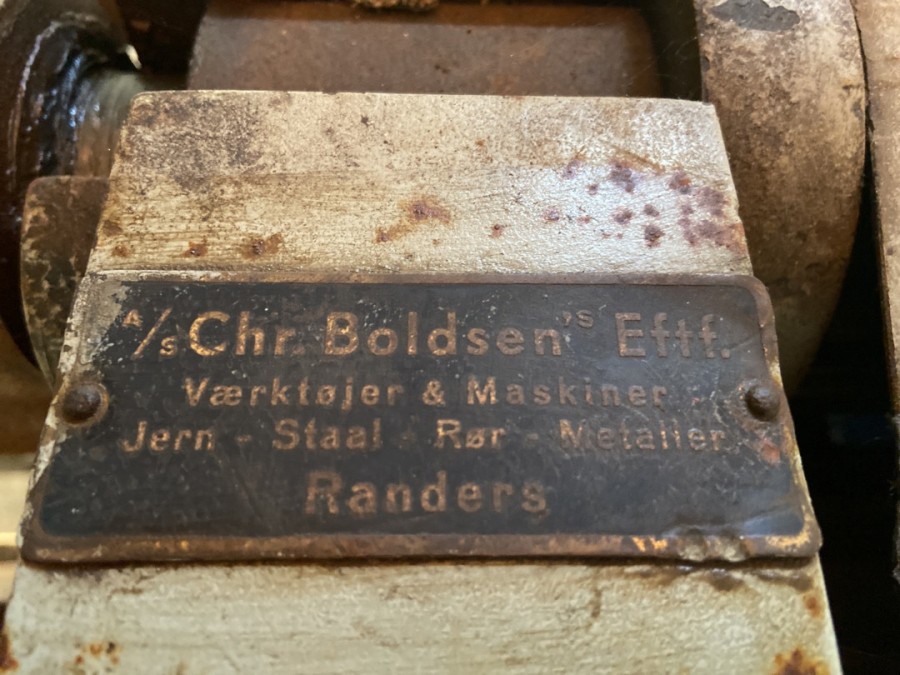 A/S Chr. Boldsen's Eftf.
Værktøjer & Maskiner
Jern - Staal - Rør - Metaller
Randers